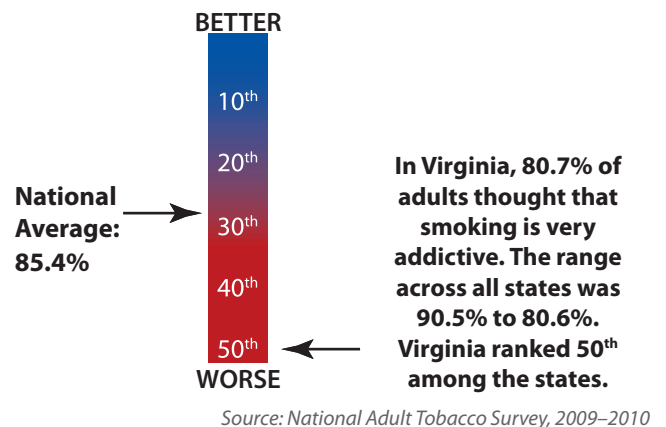 BETTER
10th
20th
National
Average:
85.4%
30th
40th
50th
WORSE
In Virginia, 80.7% of
adults thought that
smoking is very
addictive. The range
across all states was
90.5% to 80.6%.
Virginia ranked 50th
among the states.
Source: National Adult Tobacco Survey, 2009–2010